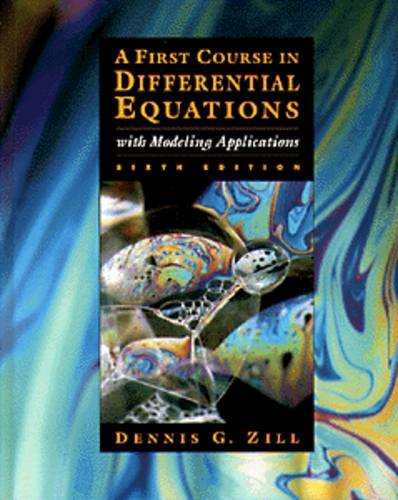 A First Course in
Differential
Equations
with Modeling Applications
Sixth Edition
Dennis G. Zill